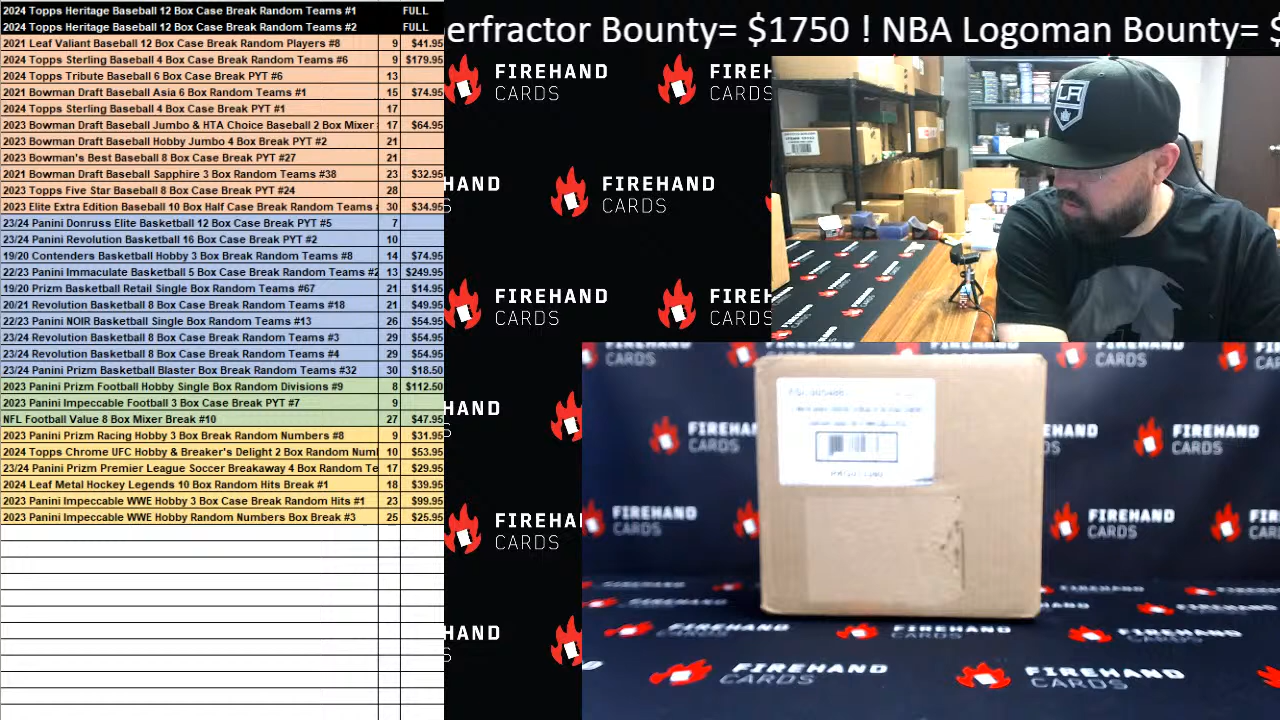 2024 Topps Heritage Baseball 12 Box Case Break Random Teams #1 FULL
2024 Topps Heritage Baseball 12 Box Case Break Random Teams #2 FULL
2021 Leaf Valiant Baseball 12 Box Case Break Random Players #8 9 $41.95
2024 Topps Sterling Baseball 4 Box Case Break Random Teams #6 9 $179.95
2024 Topps Tribute Baseball 6 Box Case Break PYT #6 13
2021 Bowman Draft Baseball Asia 6 Box Random Teams #1 15 $74.95
2024 Topps Sterling Baseball 4 Box Case Break PYT #1 17
2023 Bowman Draft Baseball Jumbo & HTA Choice Baseball 2 Box Mixer 17 $64.95
2023 Bowman Draft Baseball Hobby Jumbo 4 Box Break PYT #2 21
2023 Bowman's Best Baseball 8 Box Case Break PYT #27 21
2021 Bowman Draft Baseball Sapphire 3 Box Random Teams #38 23 $32.95
2023 Topps Five Star Baseball 8 Box Case Break PYT #24 28
2023 Elite Extra Edition Baseball 10 Box Half Case Break Random Teams 30 $34.95
23/24 Panini Donruss Elite Basketball 12 Box Case Break PYT #5 7
23/24 Panini Revolution Basketball 16 Box Case Break PYT #2 10
19/20 Contenders Basketball Hobby 3 Box Break Random Teams #8 14 $74.95
22/23 Panini Immaculate Basketball 5 Box Case Break Random Teams #2 13 $249.95
19/20 Prizm Basketball Retail Single Box Random Teams #67 21 $14.95
20/21 Revolution Basketball 8 Box Case Break Random Teams #18 21 $49.95
22/23 Panini NOIR Basketball Single Box Random Teams #13 26 $54.95
23/24 Revolution Basketball 8 Box Case Break Random Teams #3 29 $54.95
23/24 Revolution Basketball 8 Box Case Break Random Teams #4 29 $54.95
23/24 Panini Prizm Basketball Blaster Box Break Random Teams #32 30 $18.50
2023 Panini Prizm Football Hobby Single Box Random Divisions #9 8 $112.50
2023 Panini Impeccable Football 3 Box Case Break PYT #7 9
NFL Football Value 8 Box Mixer Break #10 27 $47.95
2023 Panini Prizm Racing Hobby 3 Box Break Random Numbers #8 9 $31.95
2024 Topps Chrome UFC Hobby & Breaker's Delight 2 Box Random Num 10 $53.95
23/24 Panini Prizm Premier League Soccer Breakaway 4 Box Random Te 17 $29.95
2024 Leaf Metal Hockey Legends 10 Box Random Hits Break #1 18 $39.95
2023 Panini Impeccable WWE Hobby 3 Box Case Break Random Hits #1 23 $99.95
2023 Panini Impeccable WWE Hobby Random Numbers Box Break #3 25 $25.95
erfractor Bounty= $1750 ! NBA Logoman Bounty= $
FIREHAND CARDS
FIREHAND CARDS
FIREHAND CARDS
FIREHAND CARDS
LA
FIREHAND CARDS
FIREHAND CARDS
FIREHAND CARDS
FIREHAND CARDS